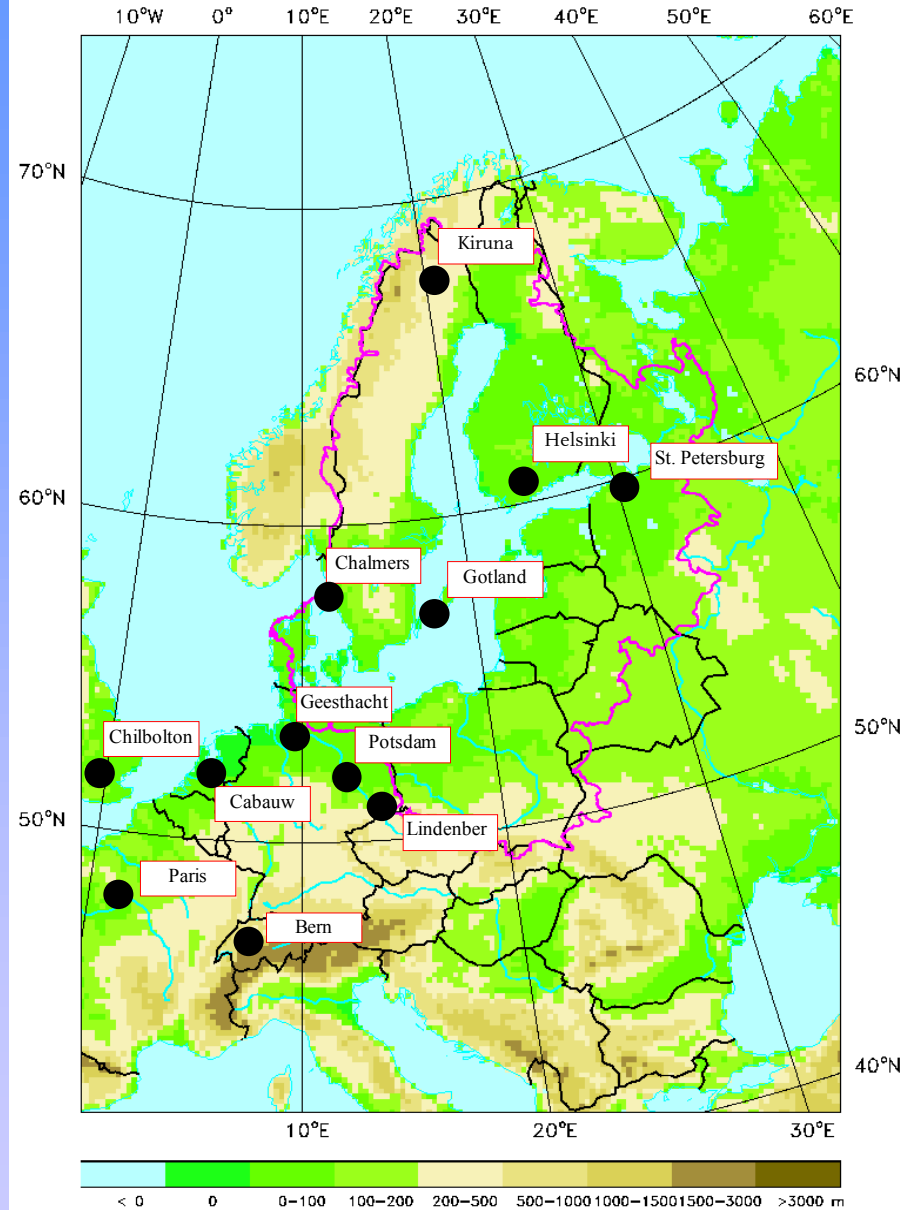 10°W 0° 10°E 20°E 30°E 40°E 50°E 60°E
70°N
Kiruna
60°N
Helsinki
St. Petersburg
60°N
Chalmers
Gotland
Geesthacht
50°N
Chilbolton
Potsdam
Cabauw
50°N
Lindenber
Paris
Bern
40°N
10°E 20°E 30°E
< 0 0 0-100 100-200 200-500 500-1000 1000-1500 1500-3000 >3000 m